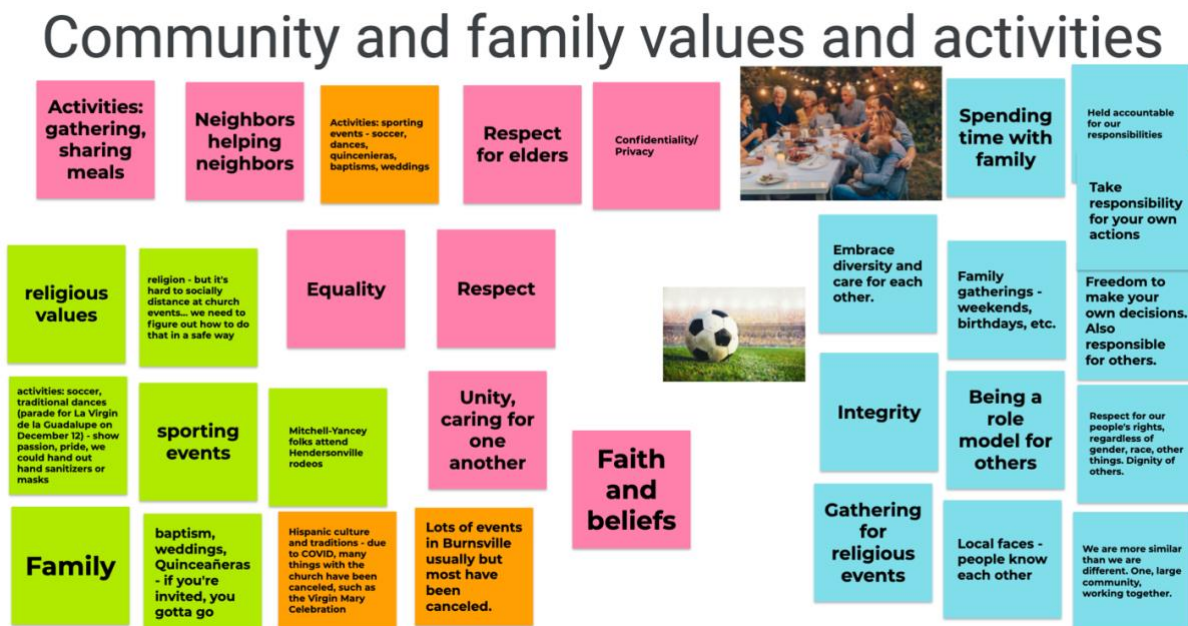 Community and family values and activities
Activities:
gathering,
sharing
meals
Neighbors
helping
neighbors
Activities: sporting
events - soccer,
dances,
quincenieras,
baptisms, weddings
Respect
for elders
Confidentiality/
Privacy
Spending
time with
family
Held accountable
for our
responsibilities
Take
responsibility
for your own
actions
religious
values
religion - but it's
hard to socially
distance at church
events... we need to
figure out how to do
that in a safe way
Equality
Respect
Embrace
diversity and
care for each
other.
Family
gatherings -
weekends,
birthdays, etc.
Freedom to
make your
own decisions.
Also
responsible
for others.
activities: soccer,
traditional dances
(parade for La Virgin
de la Guadalupe on
December 12) - show
passion, pride, we
could hand out
hand sanitizers or
masks
sporting
events
Mitchell-Yancey
folks attend
Hendersonville
rodeos
Unity,
caring for
one
another
Faith
and
beliefs
Integrity
Being a
role
model for
others
Respect for our
people's rights,
regardless of
gender, race, other
things. Dignity of
others.
Family
baptism,
weddings,
Quinceañeras
- if you're
invited, you
gotta go
Hispanic culture
and traditions - due
to COVID, many
things with the
church have been
canceled, such as
the Virgin Mary
Celebration
Lots of events
in Burnsville
usually but
most have
been
canceled.
Gathering
for
religious
events
Local faces -
people know
each other
We are more similar
than we are
different. One, large
community,
working together.